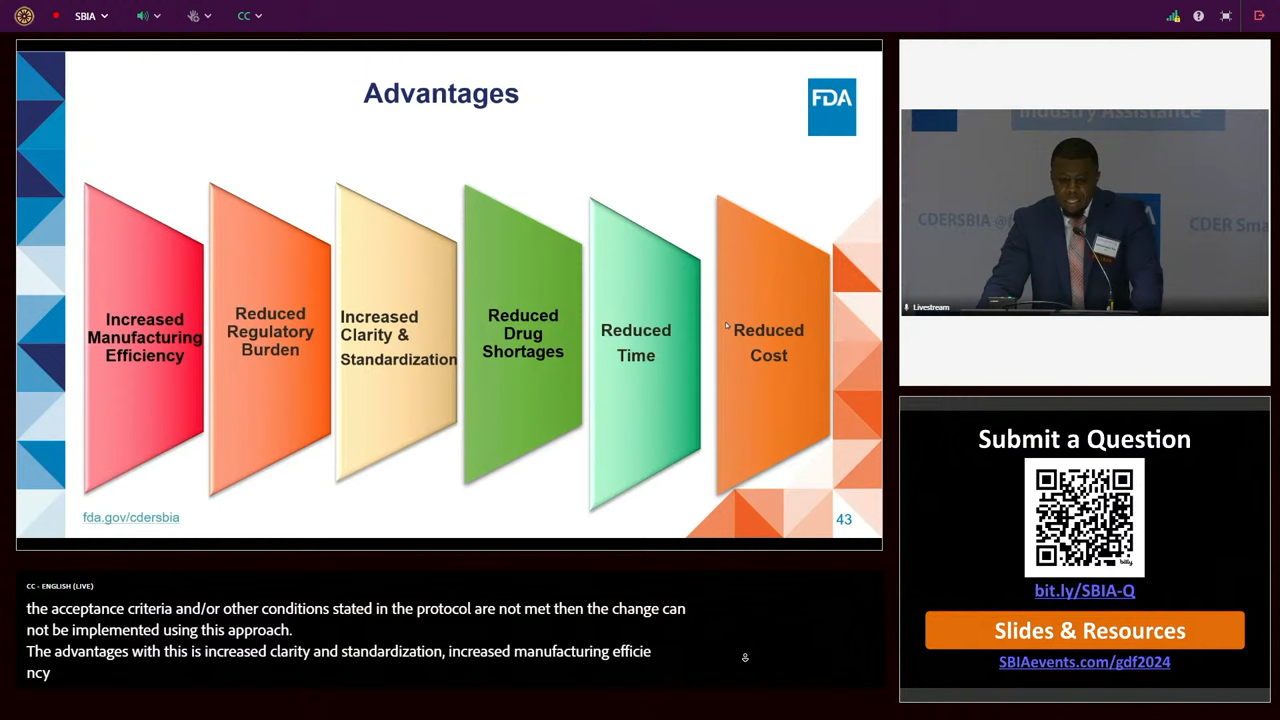 SBIA
CC
Advantages
FDA
Increased
Manufacturing
Efficiency
Reduced
Regulatory
Burden
Increased
Clarity &
Standardization
Reduced
Drug
Shortages
Reduced
Time
Reduced
Cost
fda.gov/cdersbia
43
Industry Assistance
CDERSBIA @f
CDER Sma
Livestream
Submit a Question
bitly
bit.ly/SBIA-Q
Slides & Resources
SBIAevents.com/gdf2024
CC - ENGLISH (LIVE)
the acceptance criteria and/or other conditions stated in the protocol are not met then the change can
not be implemented using this approach.
The advantages with this is increased clarity and standardization, increased manufacturing efficie
ncy